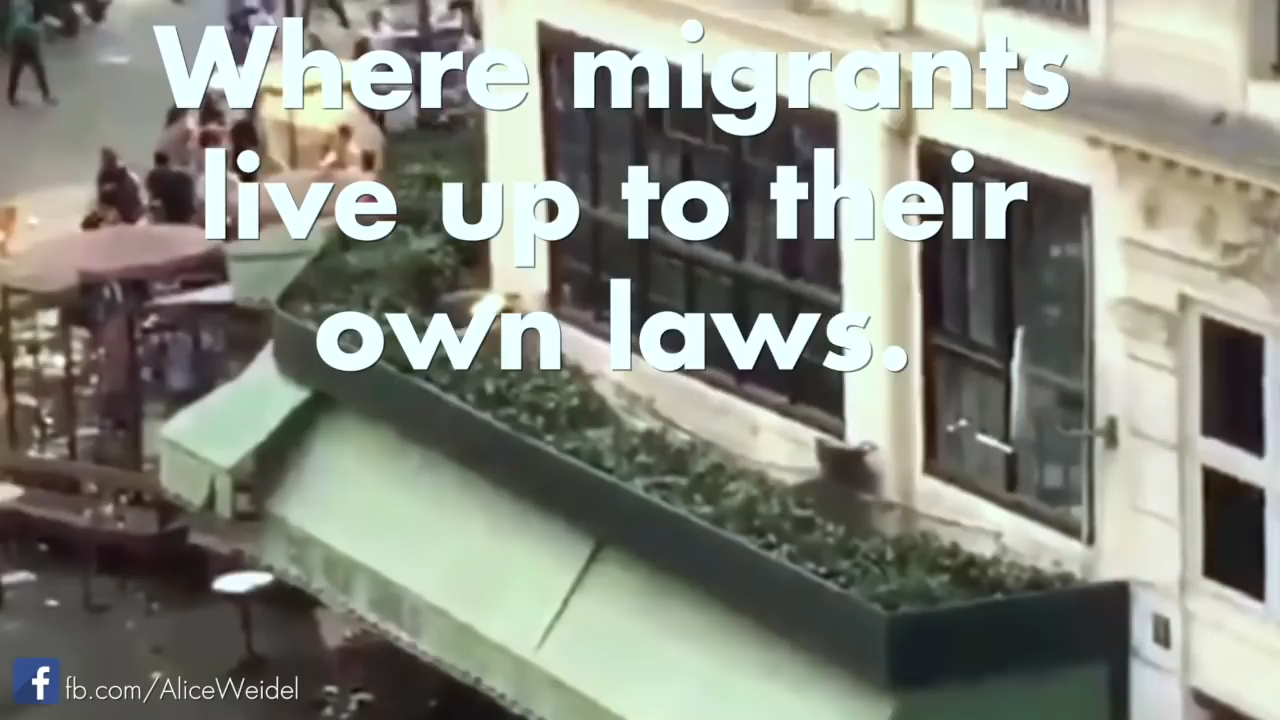 Where migrants
live up to their
own laws.
f fb.com/AliceWeidel